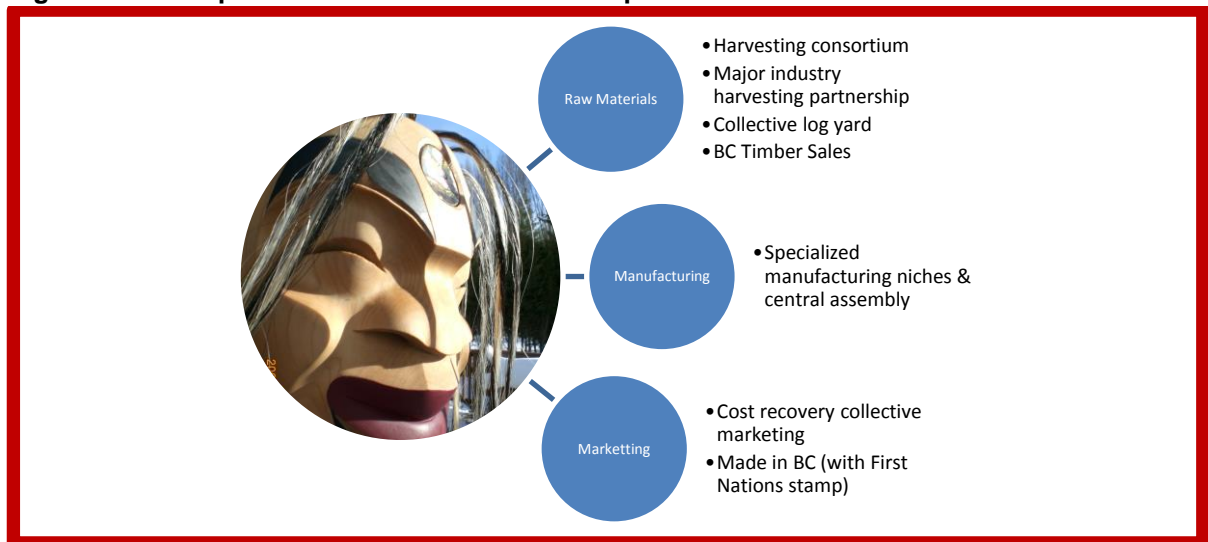 Raw Materials
•Harvesting consortium
•Major industry
harvesting partnership
•Collective log yard
•BC Timber Sales
Manufacturing
•Specialized
manufacturing niches &
central assembly
Marketting
•Cost recovery collective
marketing
•Made in BC (with First
Nations stamp)